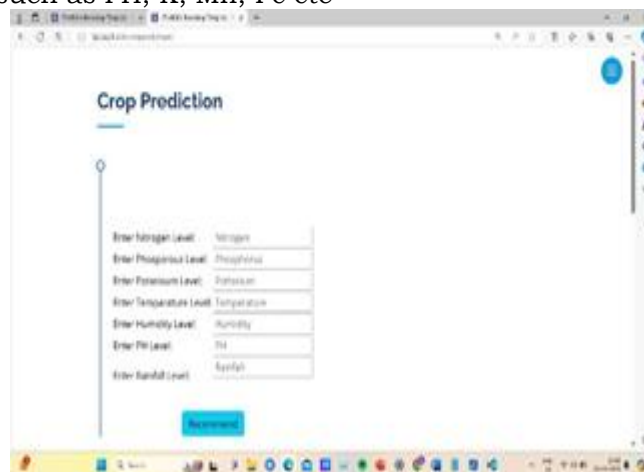 such as PH, K, Mn, Fe etc
Crop Prediction
Enter Nitrogen Level: Nitrogen
Enter Phosporous Level: Phosphorus
Enter Potassium Level: Potassium
Enter Temperature Level: Temperature
Enter Humidity Level: Humidity
Enter PH Level: PH
Enter Rainfall Level: Rainfall
Recommend